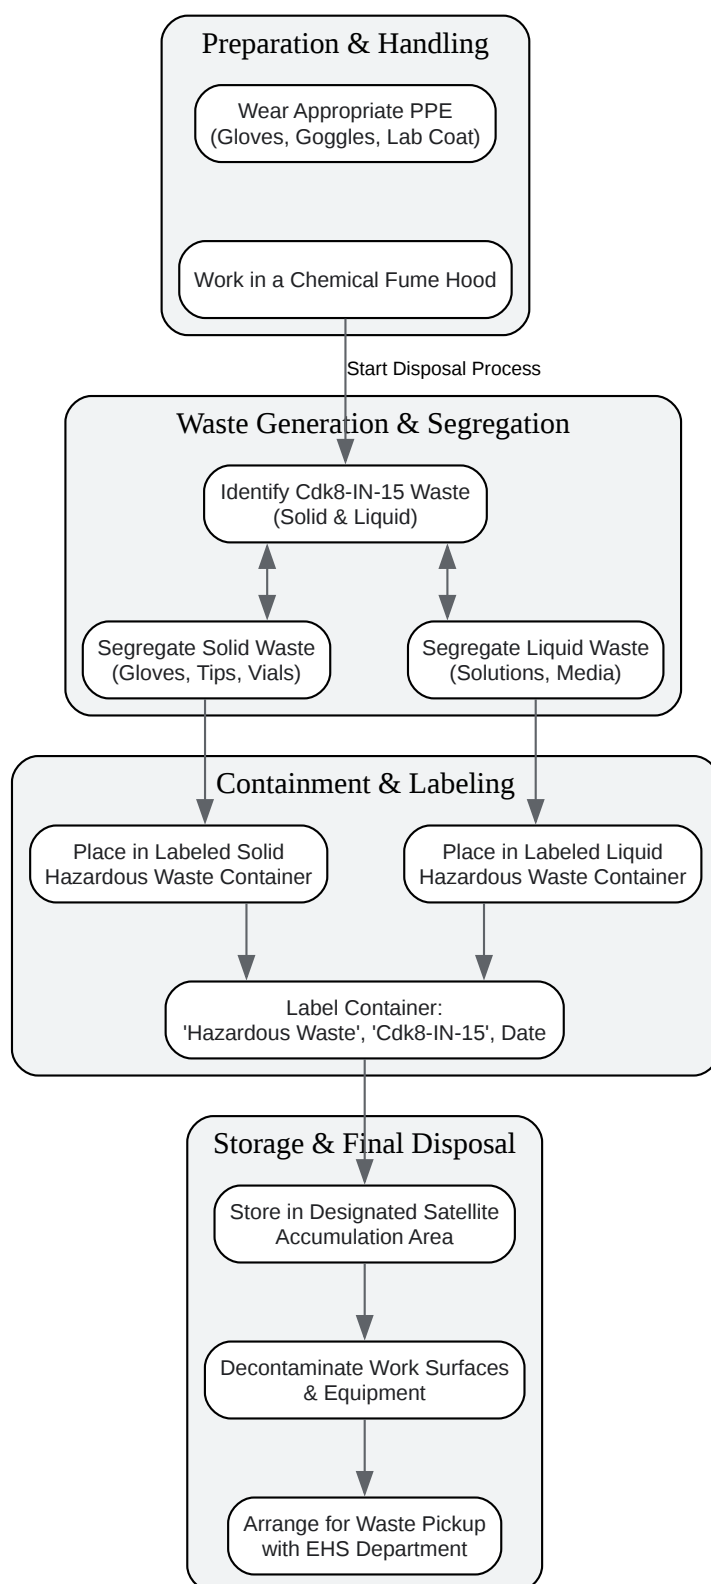 Preparation & Handling
Wear Appropriate PPE
(Gloves, Goggles, Lab Coat)
Work in a Chemical Fume Hood
Start Disposal Process
Waste Generation & Segregation
Identify Cdk8-IN-15 Waste
(Solid & Liquid)
Segregate Solid Waste
(Gloves, Tips, Vials)
Segregate Liquid Waste
(Solutions, Media)
Containment & Labeling
Place in Labeled Solid
Hazardous Waste Container
Place in Labeled Liquid
Hazardous Waste Container
Label Container:
'Hazardous Waste', 'Cdk8-IN-15', Date
Storage & Final Disposal
Store in Designated Satellite
Accumulation Area
Decontaminate Work Surfaces
& Equipment
Arrange for Waste Pickup
with EHS Department